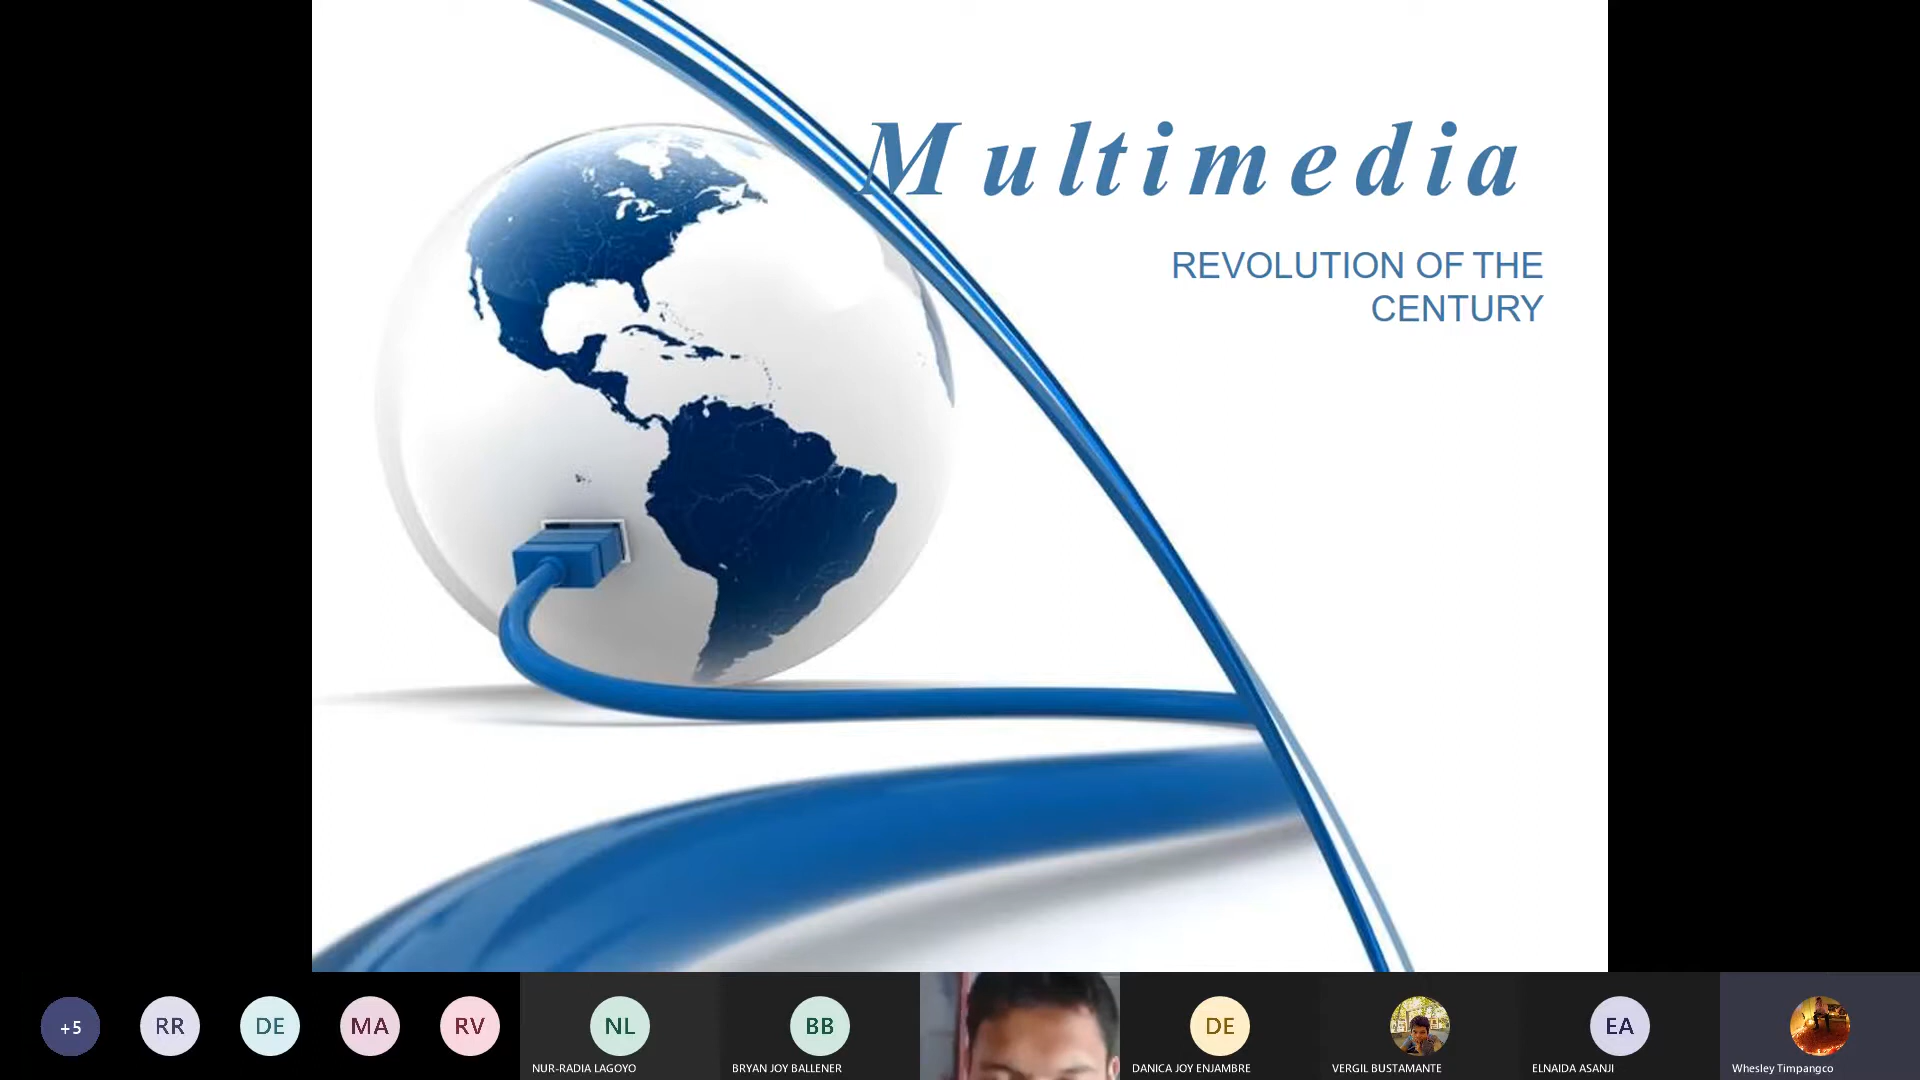 Multimedia
REVOLUTION OF THE
CENTURY
+5
RR
DE
MA
RV
NL
NUR-RADIA LAGOYO
BB
BRYAN JOY BALLENER
DE
DANICA JOY ENJAMBRE
VERGIL BUSTAMANTE
EA
ELNAIDA ASANJI
Whesley Timpangco